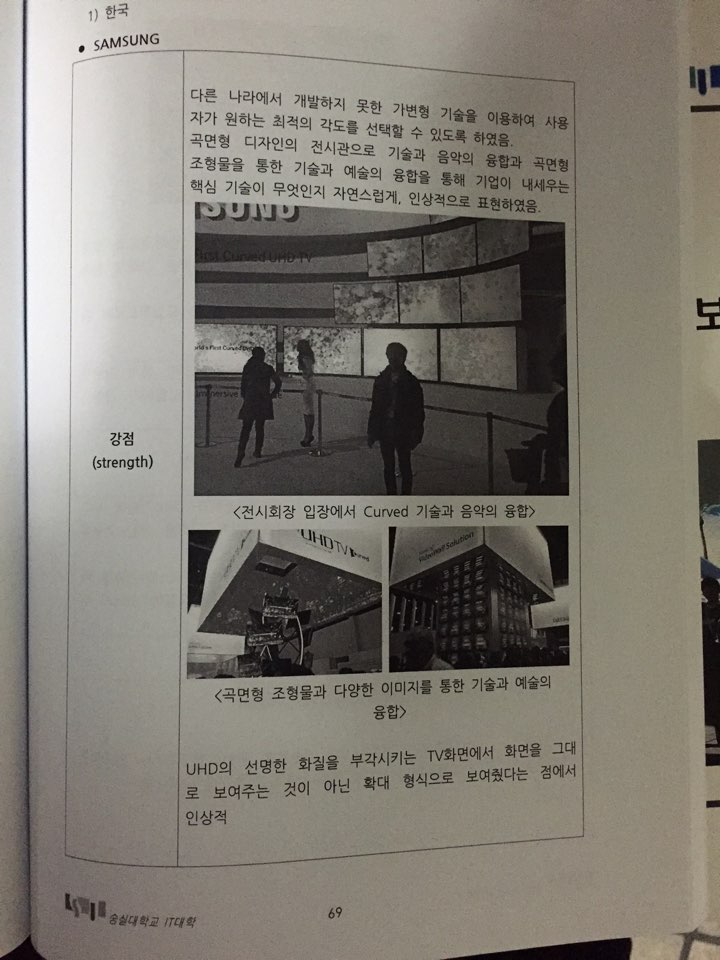 1) 한국
• SAMSUNG
다른 나라에서 개발하지 못한 가변형 기술을 이용하여 사용
자가 원하는 최적의 각도를 선택할 수 있도록 하였음.
곡면형 디자인의 전시관으로 기술과 음악의 융합과 곡면형
조형물을 통한 기술과 예술의 융합을 통해 기업이 내세우는
핵심 기술이 무엇인지 자연스럽게, 인상적으로 표현하였음.
SUNG
First Curved UHD TV
World's First Curved
immersive
강점
(strength)
<전시회장 입장에서 Curved 기술과 음악의 융합>
UHD TV
Videowall Solution
<곡면형 조형물과 다양한 이미지를 통한 기술과 예술의
융합>
UHD의 선명한 화질을 부각시키는 TV화면에서 화면을 그대
로 보여주는 것이 아닌 확대 형식으로 보여줬다는 점에서
인상적
숭실대학교 IT대학
69
보